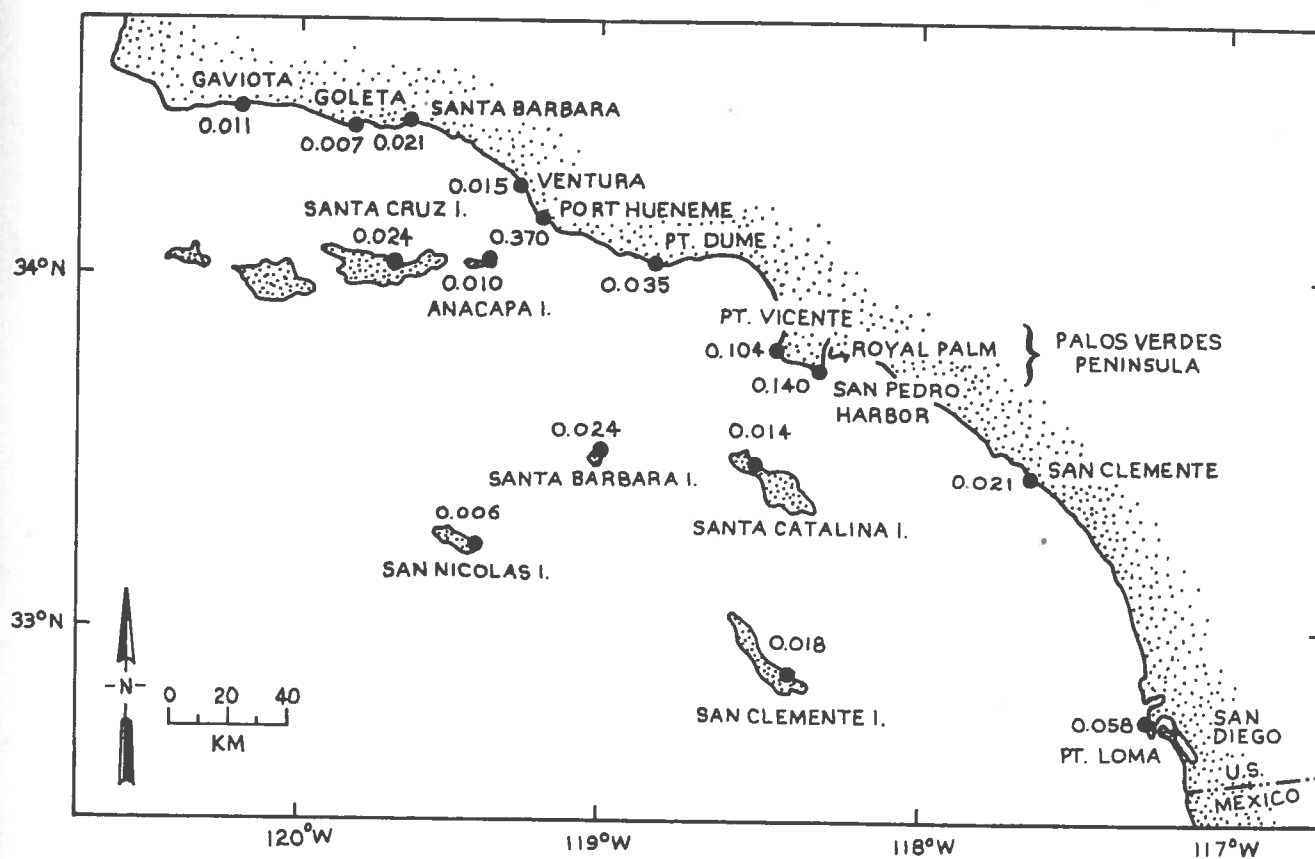 GAVIOTA
0.011
GOLETA
0.007
SANTA BARBARA
0.021
0.015
VENTURA
SANTA CRUZ I.
0.024
PORT HUENEME
0.370
PT. DUME
0.035
34°N
0.010
ANACAPA I.
PT. VICENTE
0.104
ROYAL PALM
0.140
PALOS VERDES
PENINSULA
SAN PEDRO
HARBOR
0.024
SANTA BARBARA I.
0.014
SANTA CATALINA I.
0.021
SAN CLEMENTE
0.006
SAN NICOLAS I.
33°N
0.018
SAN CLEMENTE I.
-N-
0 20 40
KM
0.058
PT. LOMA
SAN
DIEGO
U.S.
MEXICO
120°W
119°W
118°W
117°W